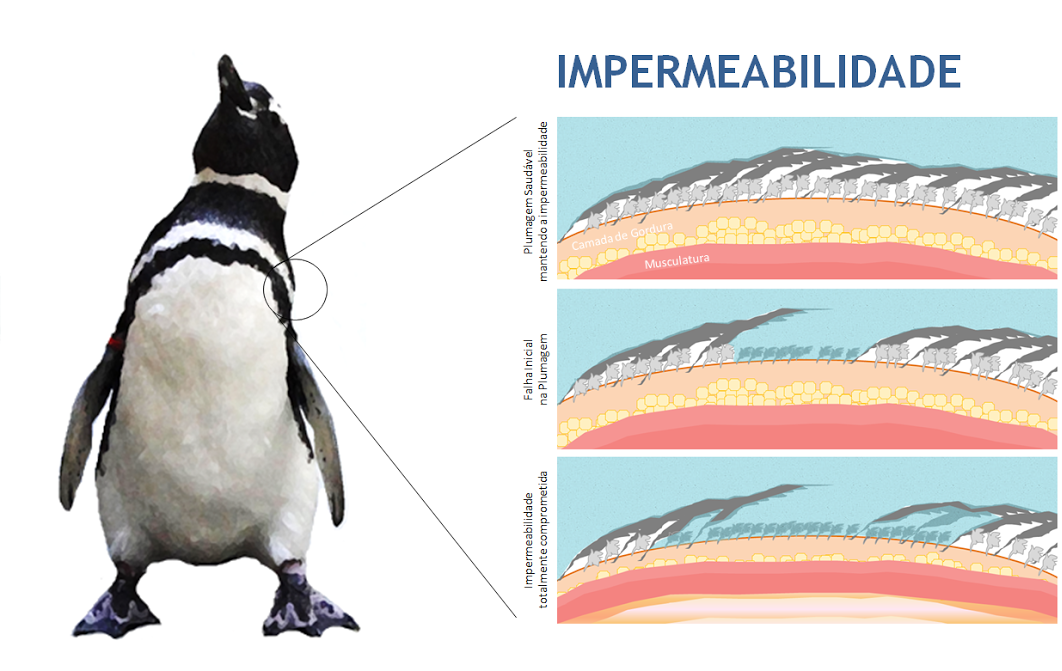 IMPERMEABILIDADE
Plumagem Saudável
mantendo a impermeabilidade
Camada de Gordura
Musculatura
Falha Inicial
na Plumagem
Impermeabilidade
totalmente comprometida